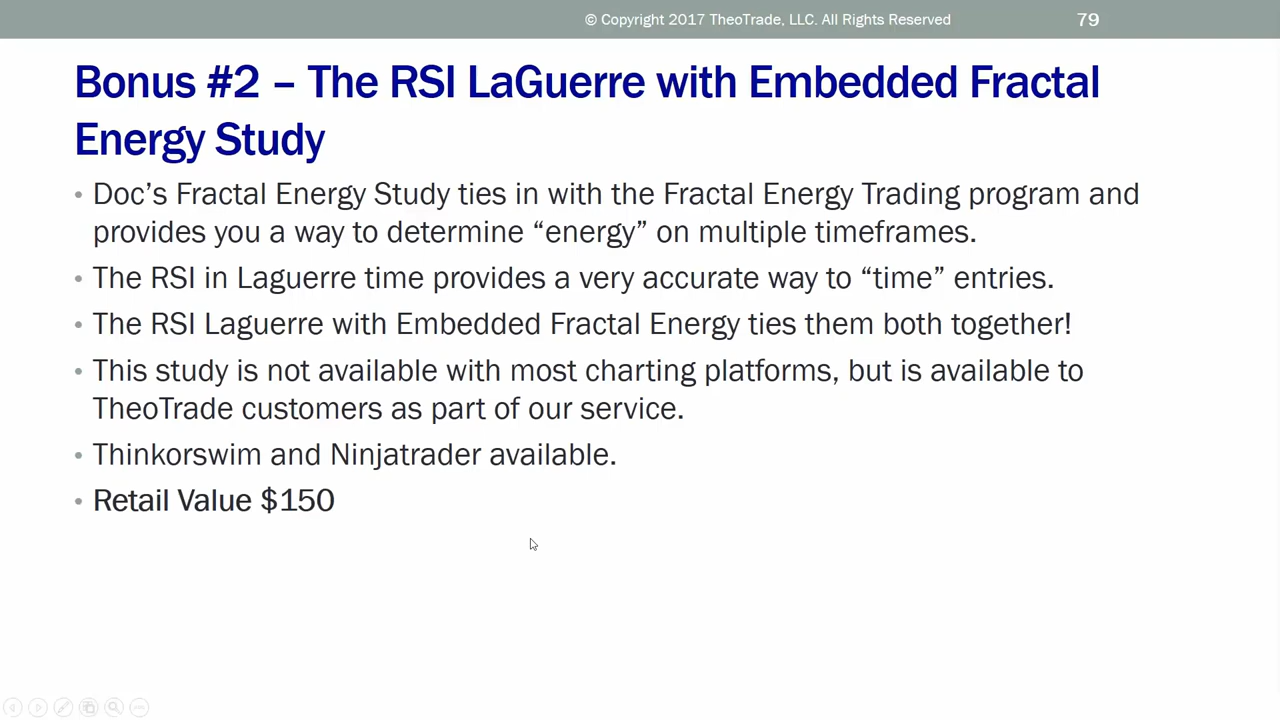 © Copyright 2017 TheoTrade, LLC. All Rights Reserved 79
Bonus #2 – The RSI LaGuerre with Embedded Fractal
Energy Study
• Doc’s Fractal Energy Study ties in with the Fractal Energy Trading program and
provides you a way to determine “energy” on multiple timeframes.
• The RSI in Laguerre time provides a very accurate way to “time” entries.
• The RSI Laguerre with Embedded Fractal Energy ties them both together!
• This study is not available with most charting platforms, but is available to
TheoTrade customers as part of our service.
• Thinkorswim and Ninjatrader available.
• Retail Value $150